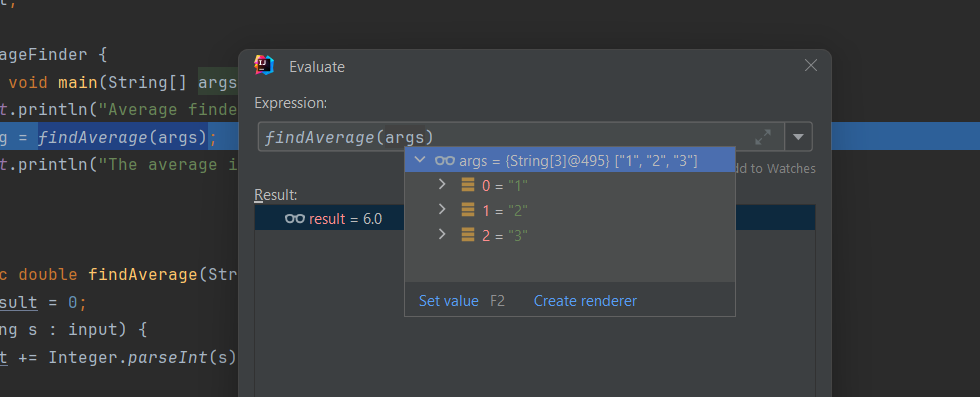 t;
ageFinder {
Evaluate
void main(String[] args
Expression:
t.println("Average finde
g = findAverage(args);
findAverage(args)
args = {String[3]@495} ["1", "2", "3"]
t.println("The average i
dd to Watches
0 = "1"
Result:
1 = "2"
result = 6.0
2 = "3"
c double findAverage(Str
sult = 0;
Set value F2 Create renderer
ng s : input) {
t += Integer.parseInt(s)